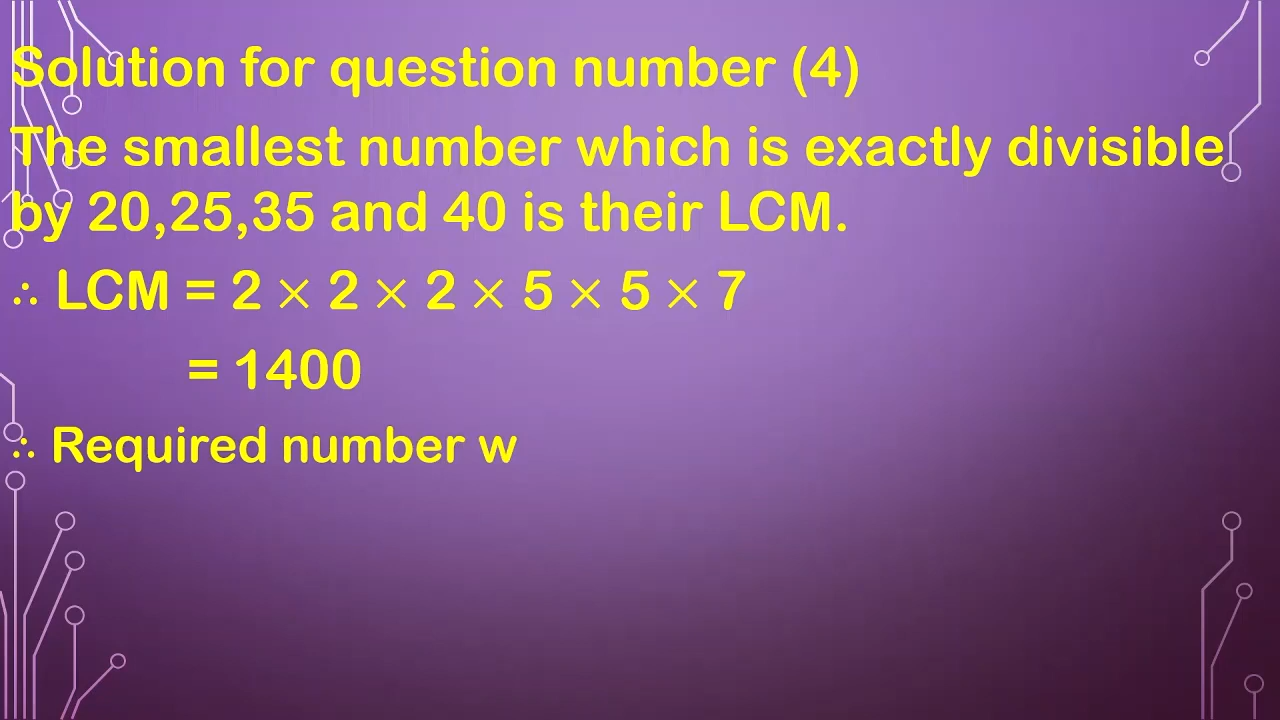 Solution for question number (4)
The smallest number which is exactly divisible
by 20,25,35 and 40 is their LCM.
∴ LCM = 2 × 2 × 2 × 5 × 5 × 7
= 1400
∴ Required number w